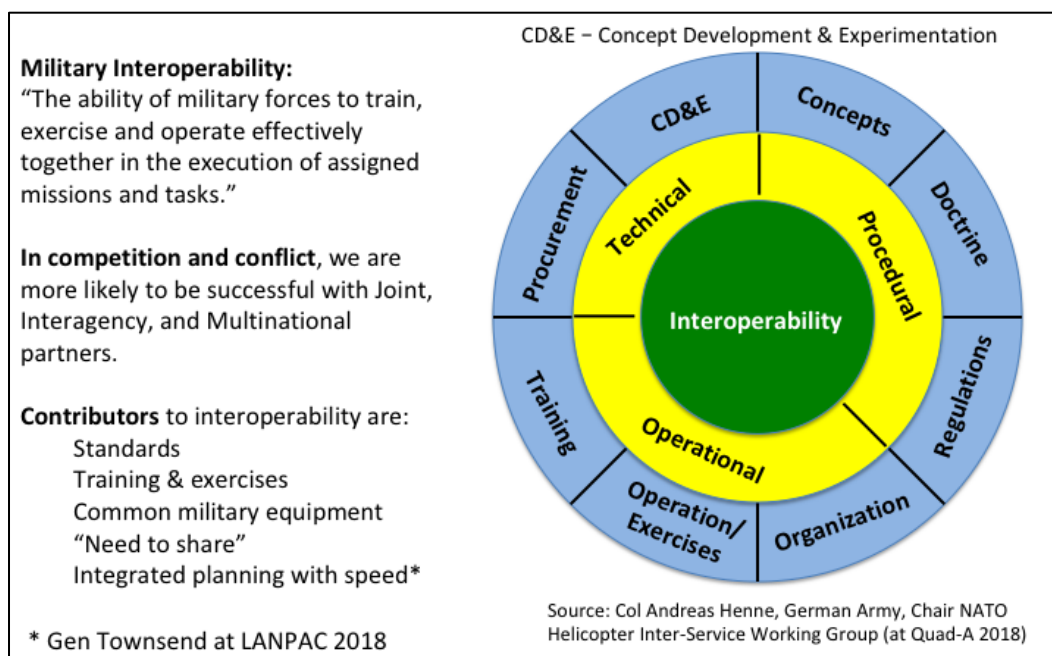 Military Interoperability:
“The ability of military forces to train,
exercise and operate effectively
together in the execution of assigned
missions and tasks.”
In competition and conflict, we are
more likely to be successful with Joint,
Interagency, and Multinational
partners.
Contributors to interoperability are:
Standards
Training & exercises
Common military equipment
“Need to share”
Integrated planning with speed*
* Gen Townsend at LANPAC 2018
CD&E – Concept Development & Experimentation
CD&E
Concepts
Doctrine
Regulations
Organization
Operation/
Exercises
Training
Procurement
Technical
Procedural
Operational
Interoperability
Source: Col Andreas Henne, German Army, Chair NATO
Helicopter Inter-Service Working Group (at Quad-A 2018)